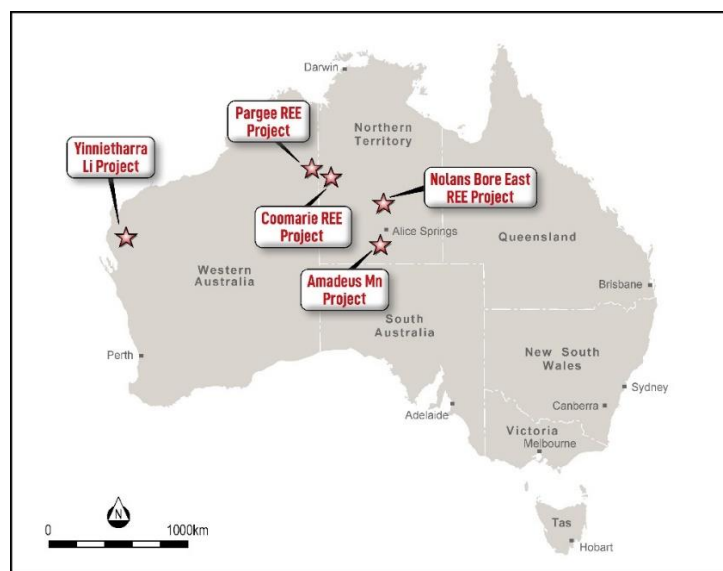 Darwin
Pargee REE
Project
Northern
Territory
Yinnietharra
Li Project
Nolans Bore East
REE Project
Coomarie REE
Project
Alice Springs
Queensland
Western
Australia
Amadeus Mn
Project
Brisbane
South
Australia
Perth
New South
Wales
Sydney
Canberra
Adelaide
Victoria
Melbourne
N
0 1000km
Tas
Hobart